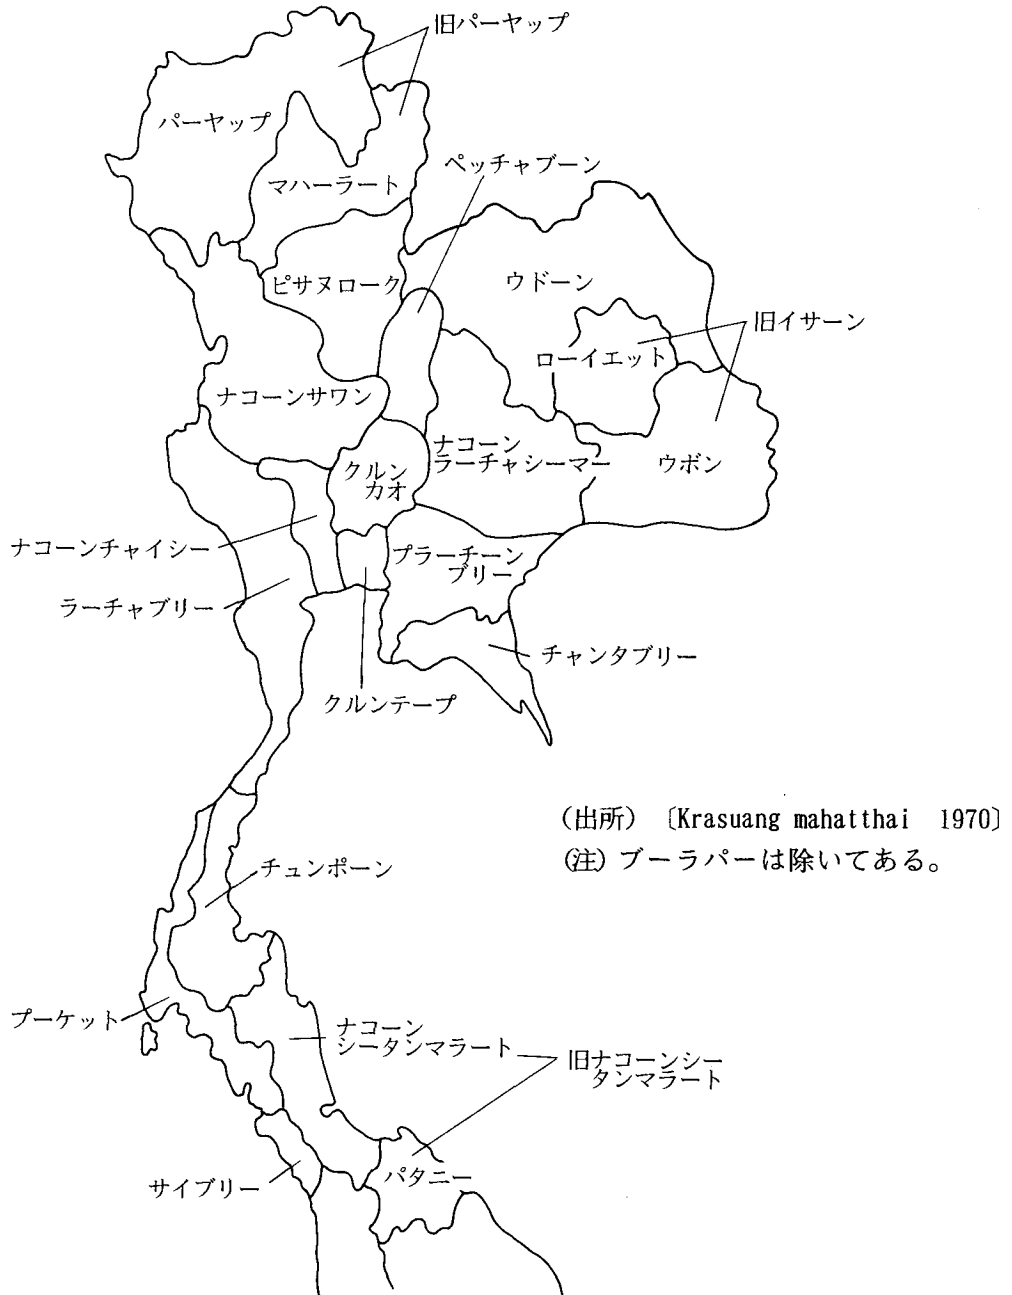 旧パーヤップ
パーヤップ
ペッチャブーン
マハーラート
ピサヌローク
ウドーン
旧イサーン
ローイエット
ナコーンサワン
ナコーン
ラーチャシーマー
ウボン
クルン
カオ
ナコーンチャイシー
プラーチーン
ブリー
ラーチャブリー
チャンタブリー
クルンテープ
(出所) 〔Krasuang mahatthai 1970〕
(注) ブーラパーは除いてある。
チュンポーン
プーケット
ナコーン
シータンマラート
旧ナコーンシー
タンマラート
パタニー
サイブリー